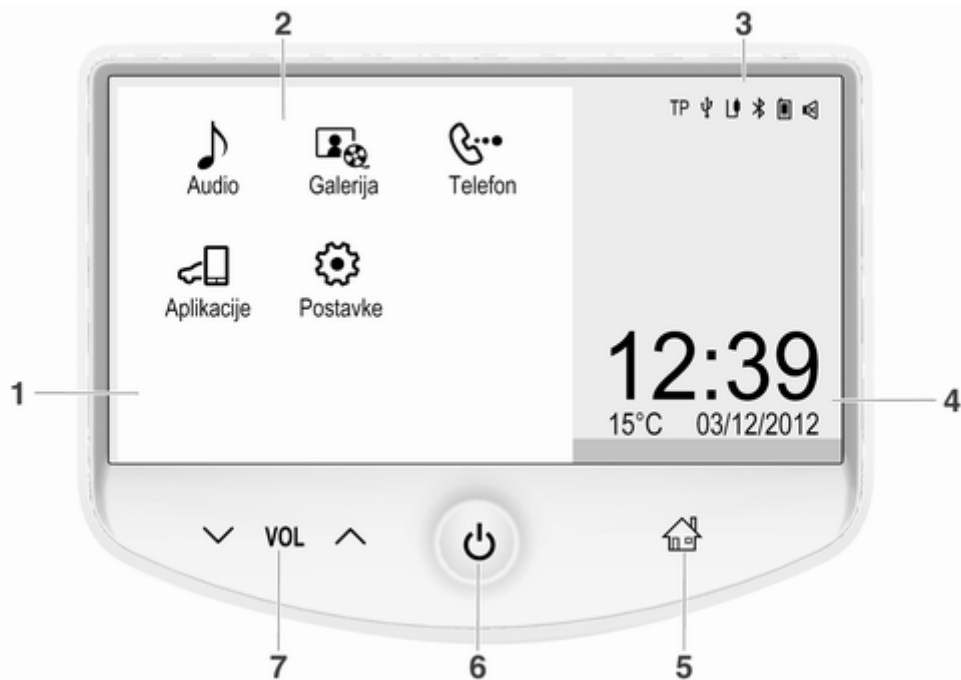 2
3
TP
Audio
Galerija
Telefon
Aplikacije
Postavke
12:39
1
4
15°C 03/12/2012
VOL
7
6
5